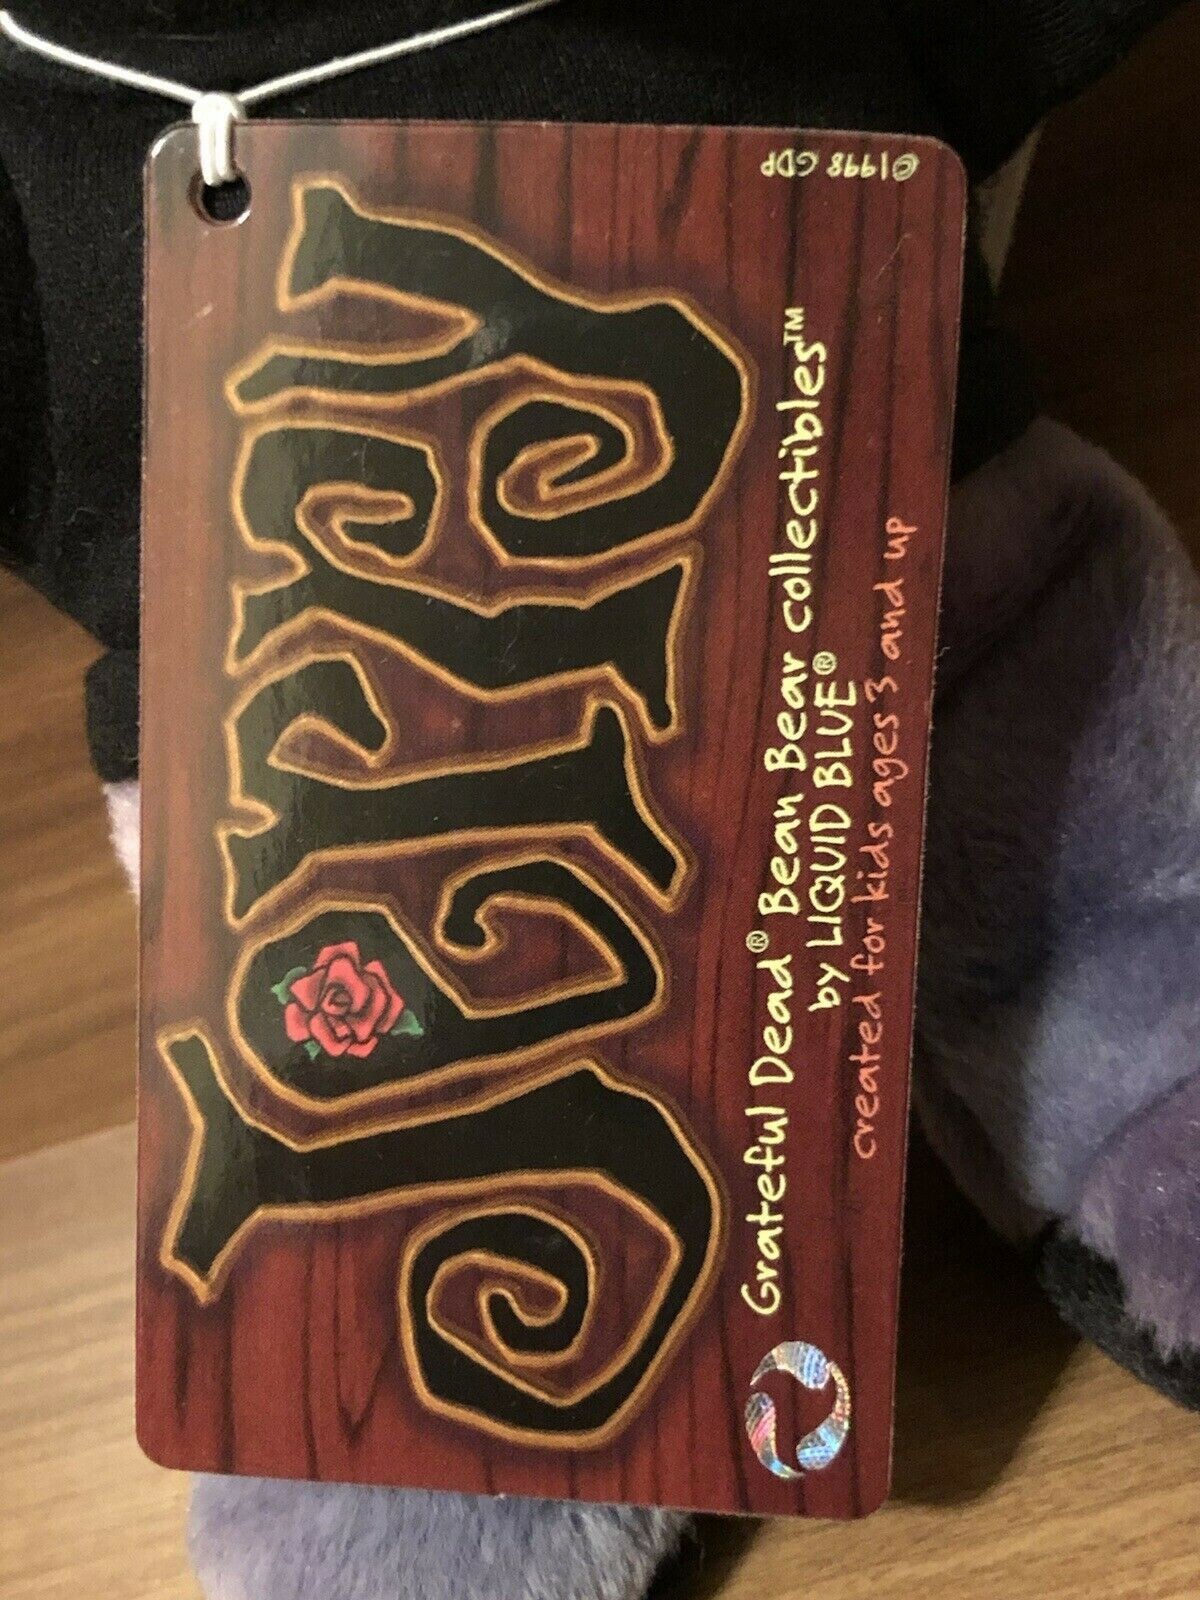 Jerry
Grateful Dead® Bean Bear collectibles™
by LIQUID BLUE®
created for kids ages 3 and up
©1998 GDP